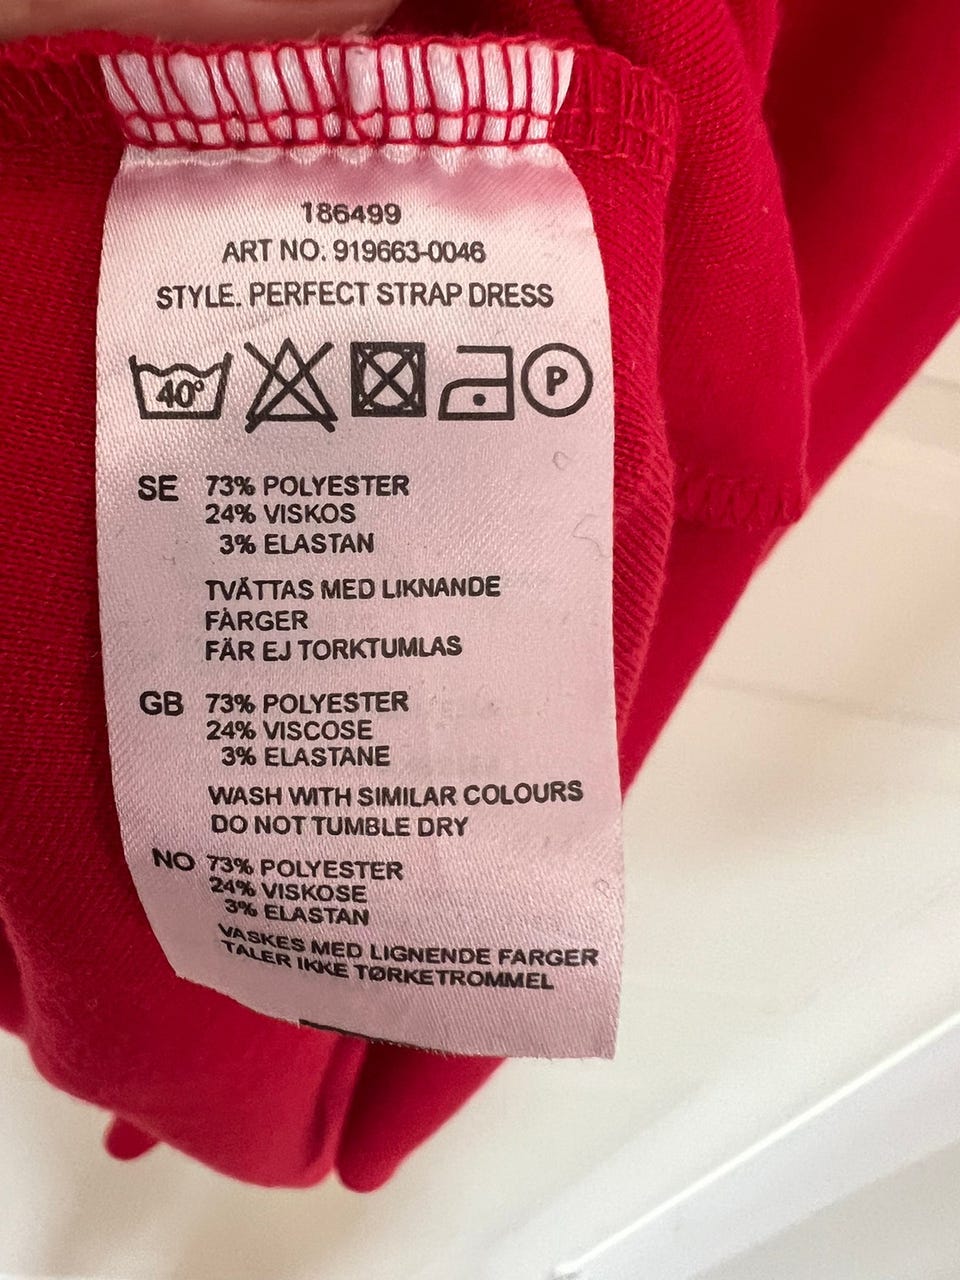 186499
ART NO. 919663-0046
STYLE. PERFECT STRAP DRESS
40° P
SE 73% POLYESTER
24% VISKOS
3% ELASTAN
TVÄTTAS MED LIKNANDE
FÄRGER
FÄR EJ TORKTUMLAS
GB 73% POLYESTER
24% VISCOSE
3% ELASTANE
WASH WITH SIMILAR COLOURS
DO NOT TUMBLE DRY
NO 73% POLYESTER
24% VISKOSE
3% ELASTAN
VASKES MED LIGNENDE FARGER
TALER IKKE TØRKETROMMEL